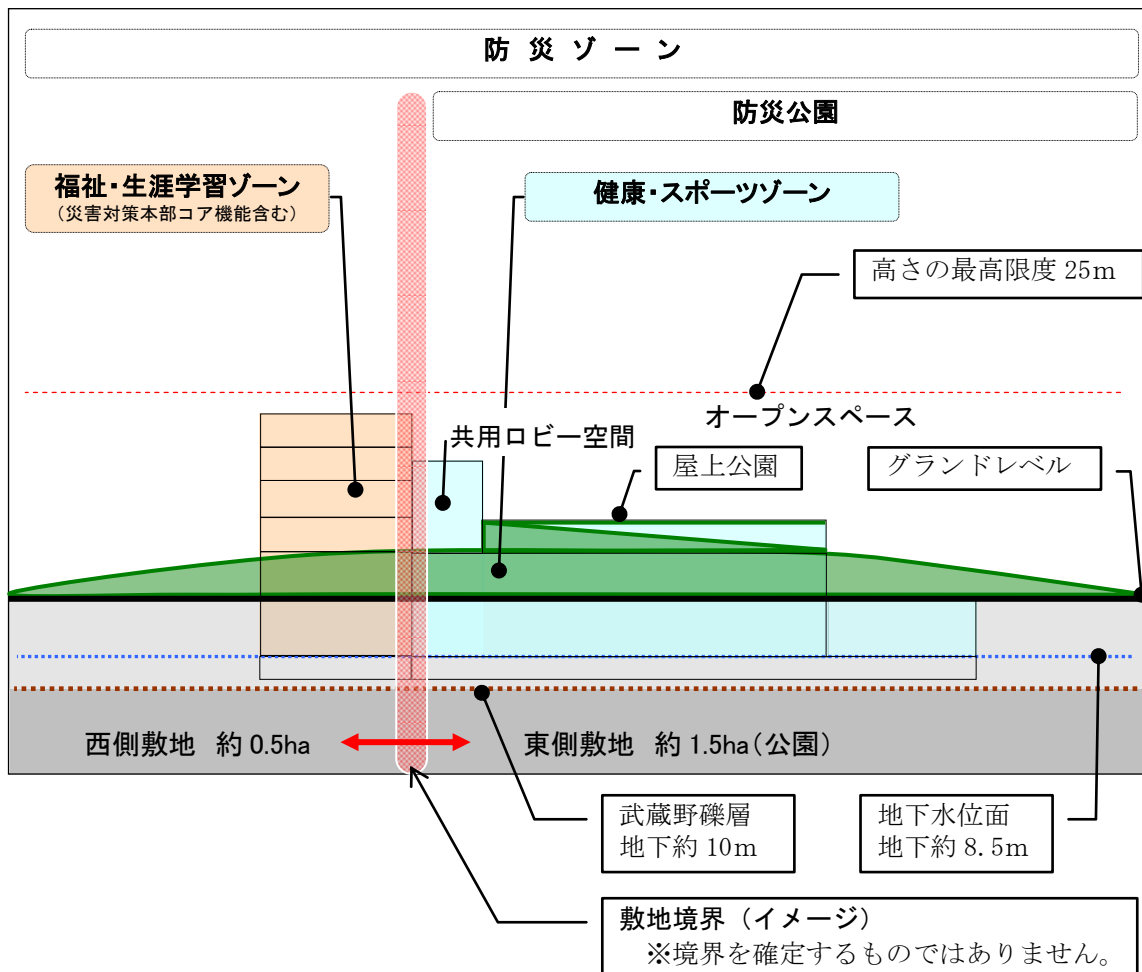 防 災 ゾ ー ン
防災公園
福祉・生涯学習ゾーン
（災害対策本部コア機能含む）
健康・スポーツゾーン
高さの最高限度 25m
オープンスペース
共用ロビー空間
屋上公園
グランドレベル
西側敷地 約 0.5ha
東側敷地 約 1.5ha（公園）
武蔵野礫層
地下約 10m
地下水位面
地下約 8.5m
敷地境界（イメージ）
※境界を確定するものではありません。